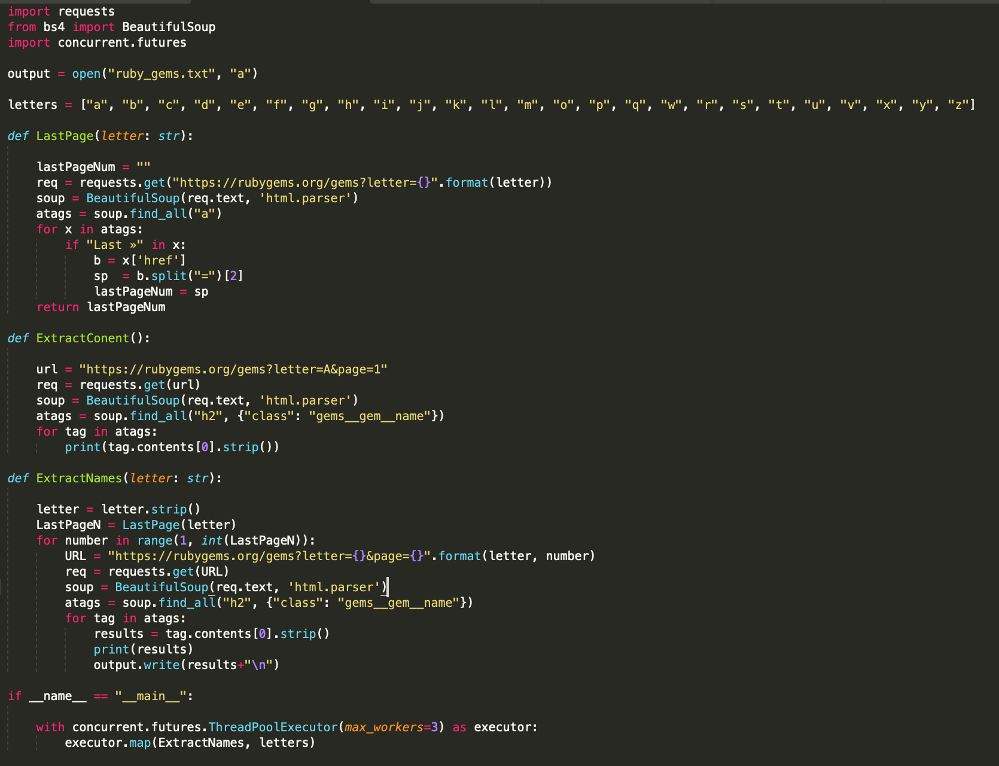 import requests
from bs4 import BeautifulSoup
import concurrent.futures

output = open("ruby_gems.txt", "a")

letters = ["a", "b", "c", "d", "e", "f", "g", "h", "i", "j", "k", "l", "m", "o", "p", "q", "w", "r", "s", "t", "u", "v", "x", "y", "z"]

def LastPage(letter: str):

    lastPageNum = ""
    req = requests.get("https://rubygems.org/gems?letter={}".format(letter))
    soup = BeautifulSoup(req.text, 'html.parser')
    atags = soup.find_all("a")
    for x in atags:
        if "Last »" in x:
            b = x['href']
            sp  = b.split("=")[2]
            lastPageNum = sp
    return lastPageNum

def ExtractConent():

    url = "https://rubygems.org/gems?letter=A&page=1"
    req = requests.get(url)
    soup = BeautifulSoup(req.text, 'html.parser')
    atags = soup.find_all("h2", {"class": "gems__gem__name"})
    for tag in atags:
        print(tag.contents[0].strip())

def ExtractNames(letter: str):

    letter = letter.strip()
    LastPageN = LastPage(letter)
    for number in range(1, int(LastPageN)):
        URL = "https://rubygems.org/gems?letter={}&page={}".format(letter, number)
        req = requests.get(URL)
        soup = BeautifulSoup(req.text, 'html.parser')
        atags = soup.find_all("h2", {"class": "gems__gem__name"})
        for tag in atags:
            results = tag.contents[0].strip()
            print(results)
            output.write(results+"\n")

if __name__ == "__main__":

    with concurrent.futures.ThreadPoolExecutor(max_workers=3) as executor:
        executor.map(ExtractNames, letters)